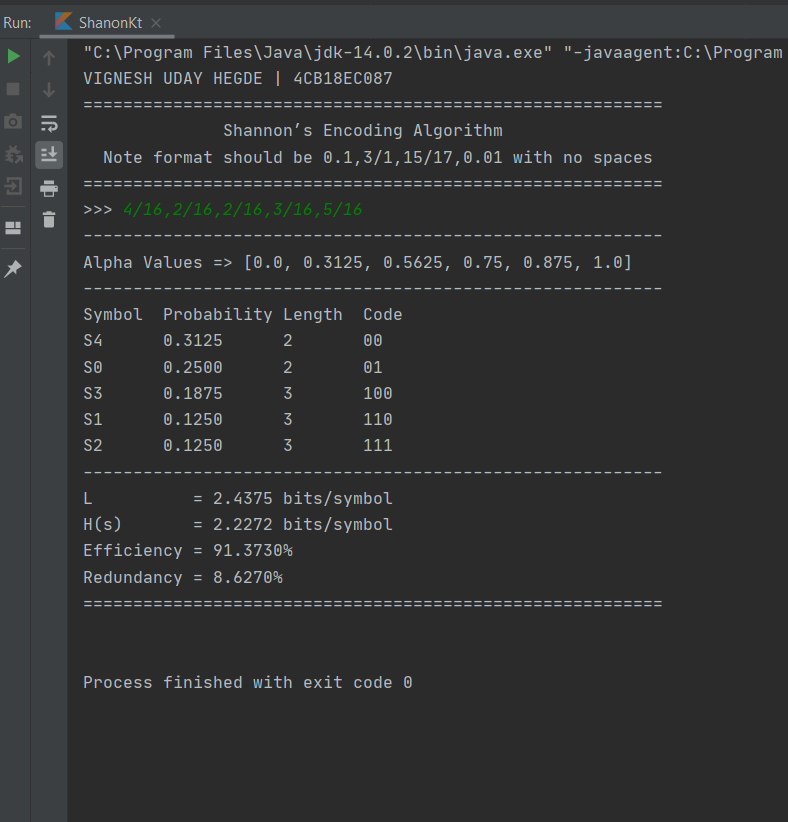 Run: ShanonKt
"C:\Program Files\Java\jdk-14.0.2\bin\java.exe" "-javaagent:C:\Program
VIGNESH UDAY HEGDE | 4CB18EC087
==========================================================
Shannon’s Encoding Algorithm
Note format should be 0.1,3/1,15/17,0.01 with no spaces
==========================================================
>>> 4/16,2/16,2/16,3/16,5/16
----------------------------------------------------------
Alpha Values => [0.0, 0.3125, 0.5625, 0.75, 0.875, 1.0]
----------------------------------------------------------
Symbol Probability Length Code
S4 0.3125 2 00
S0 0.2500 2 01
S3 0.1875 3 100
S1 0.1250 3 110
S2 0.1250 3 111
----------------------------------------------------------
L = 2.4375 bits/symbol
H(s) = 2.2272 bits/symbol
Efficiency = 91.3730%
Redundancy = 8.6270%
==========================================================
Process finished with exit code 0